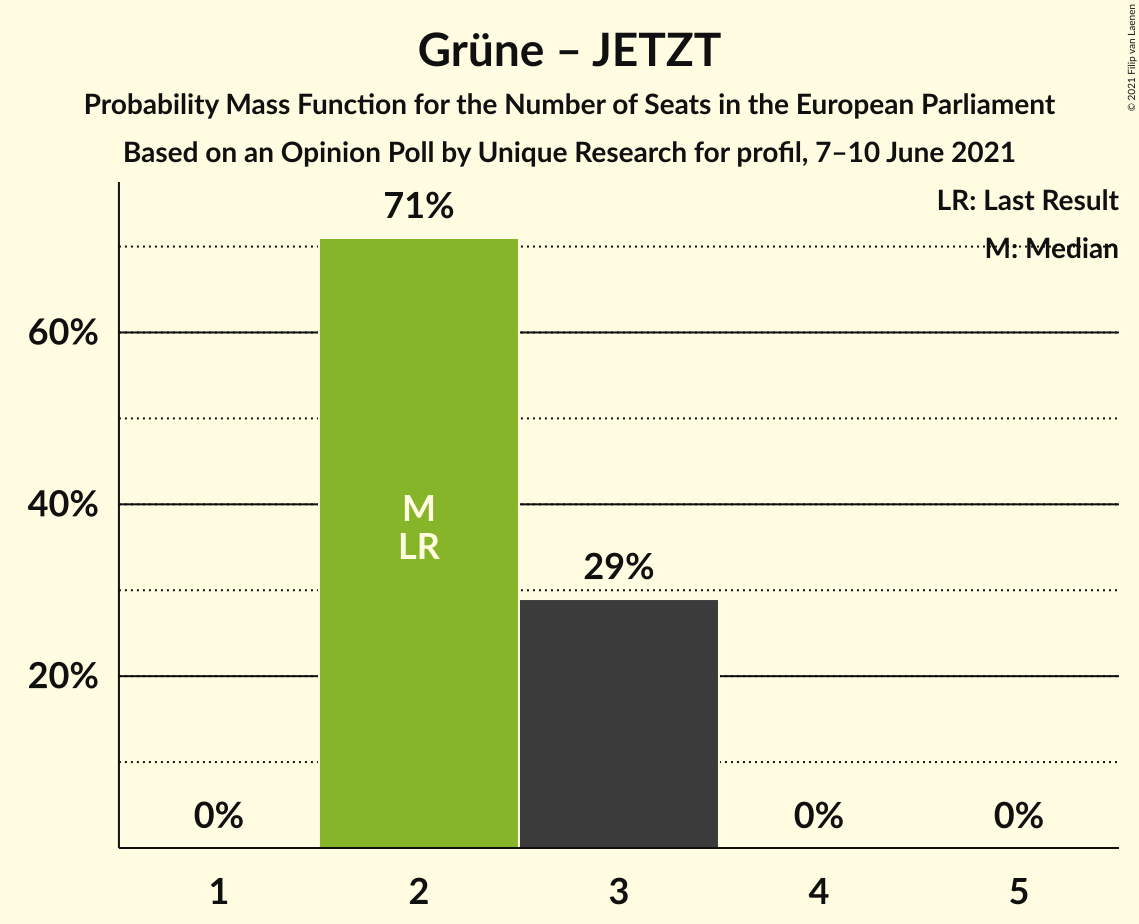 Grüne – JETZT
Probability Mass Function for the Number of Seats in the European Parliament
Based on an Opinion Poll by Unique Research for profil, 7–10 June 2021
© 2021 Filip van Laenen
LR: Last Result
M: Median
71%
60%
40%
M
LR
29%
20%
0%
0%
0%
1
2
3
4
5